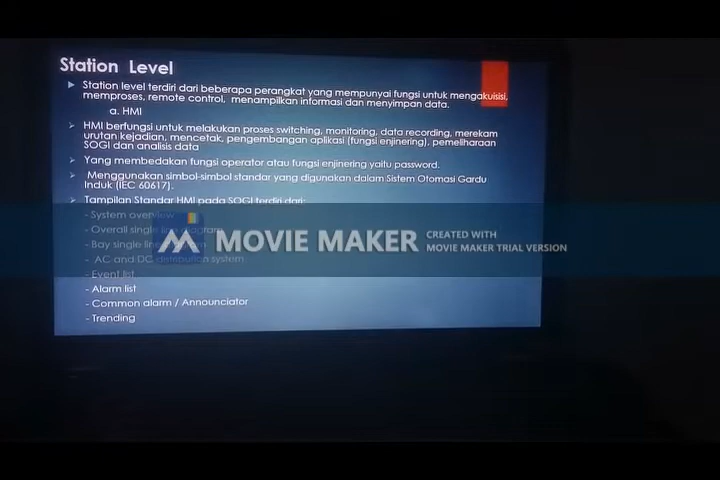 Station Level
Station level terdiri dari beberapa perangkat yang mempunyai fungsi untuk mengakuisisi,
memproses, remote control, menampilkan informasi dan menyimpan data.
a. HMI
HMI berfungsi untuk melakukan proses switching, monitoring, data recording, merekam
urutan kejadian, mencetak, pengembangan aplikasi (fungsi enjinering), pemeliharaan
SOGI dan analisis data
Yang membedakan fungsi operator atau fungsi enjinering yaitu password.
Menggunakan simbol-simbol standar yang digunakan dalam Sistem Otomasi Gardu
Induk (IEC 60617).
Tampilan Standar HMI pada SOGI terdiri dari:
- System overview
- Overall single line diagram
- Bay single line
- AC and DC distribution system
- Event list
- Alarm list
- Common alarm / Announciator
- Trending
MOVIE MAKER
CREATED WITH
MOVIE MAKER TRIAL VERSION